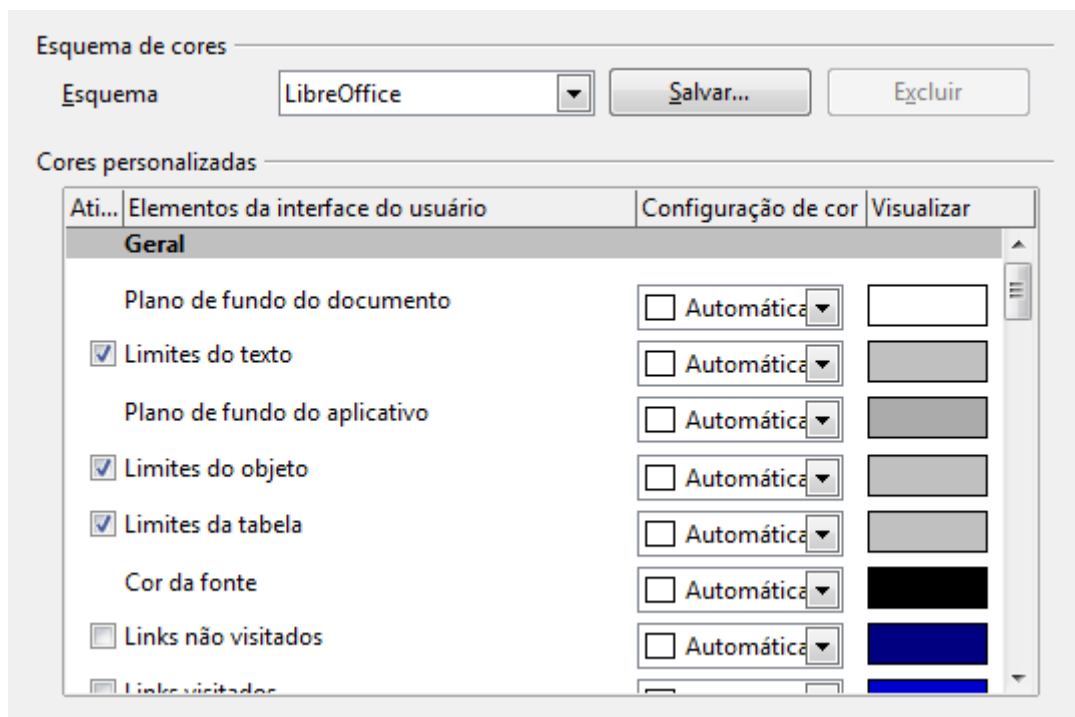 Esquema de cores
Esquema LibreOffice Salvar... Excluir
Cores personalizadas
Ati... Elementos da interface do usuário Configuração de cor Visualizar
Geral
Plano de fundo do documento Automática
Limites do texto Automática
Plano de fundo do aplicativo Automática
Limites do objeto Automática
Limites da tabela Automática
Cor da fonte Automática
Links não visitados Automática
Links visitados